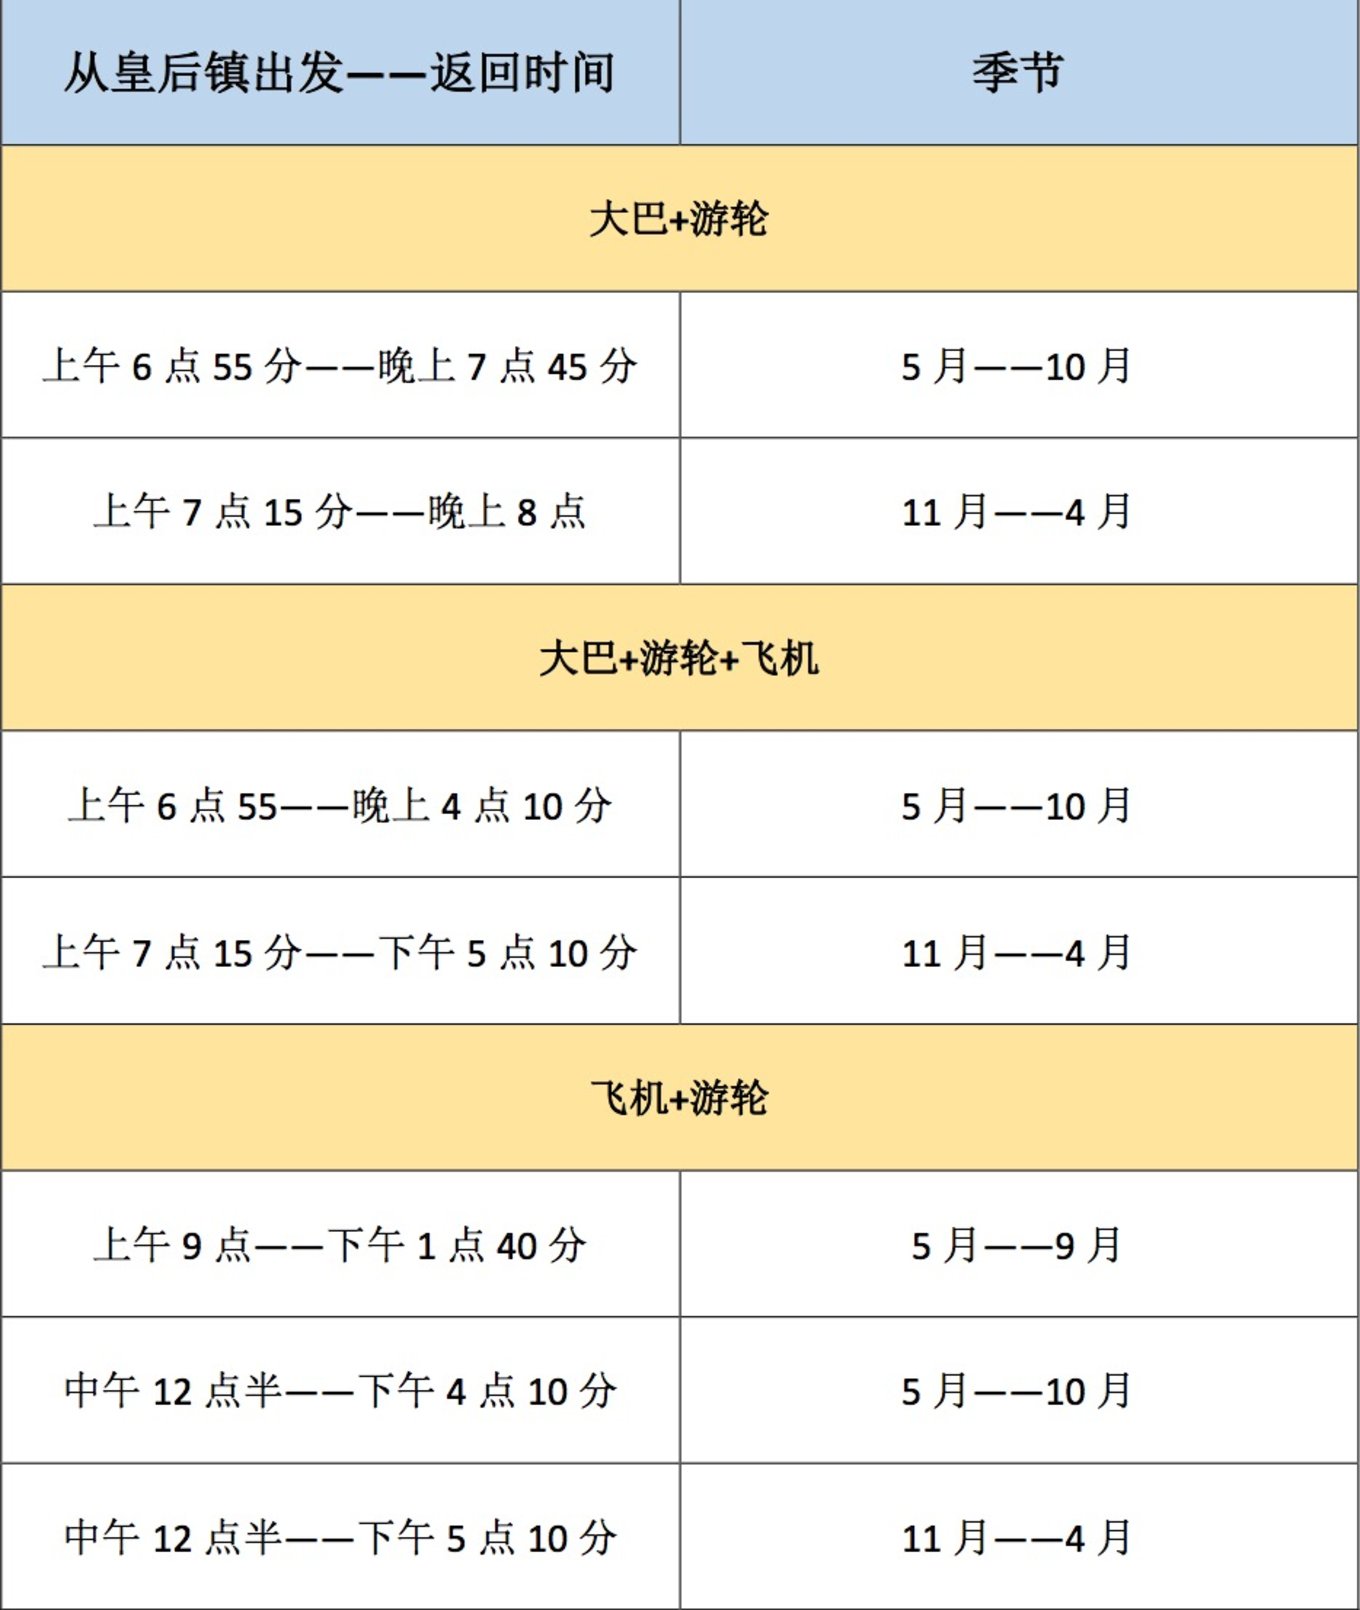 从皇后镇出发——返回时间 季节
大巴+游轮
上午 6 点 55 分——晚上 7 点 45 分 5 月——10 月
上午 7 点 15 分——晚上 8 点 11 月——4 月
大巴+游轮+飞机
上午 6 点 55——晚上 4 点 10 分 5 月——10 月
上午 7 点 15 分——下午 5 点 10 分 11 月——4 月
飞机+游轮
上午 9 点——下午 1 点 40 分 5 月——9 月
中午 12 点半——下午 4 点 10 分 5 月——10 月
中午 12 点半——下午 5 点 10 分 11 月——4 月